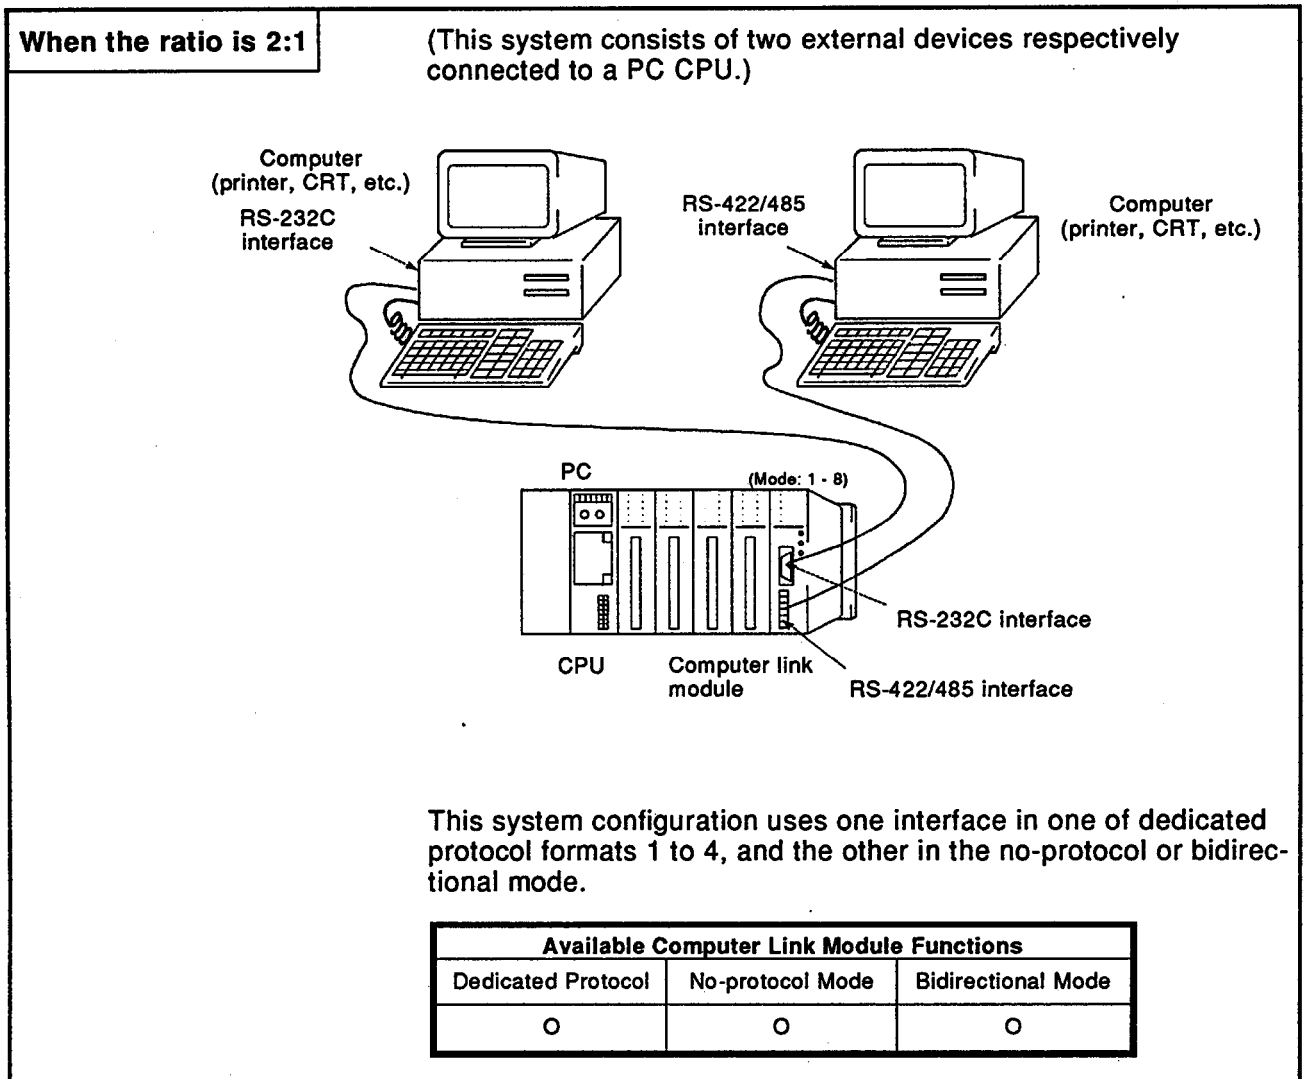 When the ratio is 2:1
(This system consists of two external devices respectively
connected to a PC CPU.)
Computer
(printer, CRT, etc.)
RS-232C
interface
RS-422/485
interface
Computer
(printer, CRT, etc.)
PC
(Mode: 1 - 8)
RS-232C interface
CPU
Computer link
module
RS-422/485 interface
This system configuration uses one interface in one of dedicated
protocol formats 1 to 4, and the other in the no-protocol or bidirec-
tional mode.
Available Computer Link Module Functions
Dedicated Protocol No-protocol Mode Bidirectional Mode
O O O